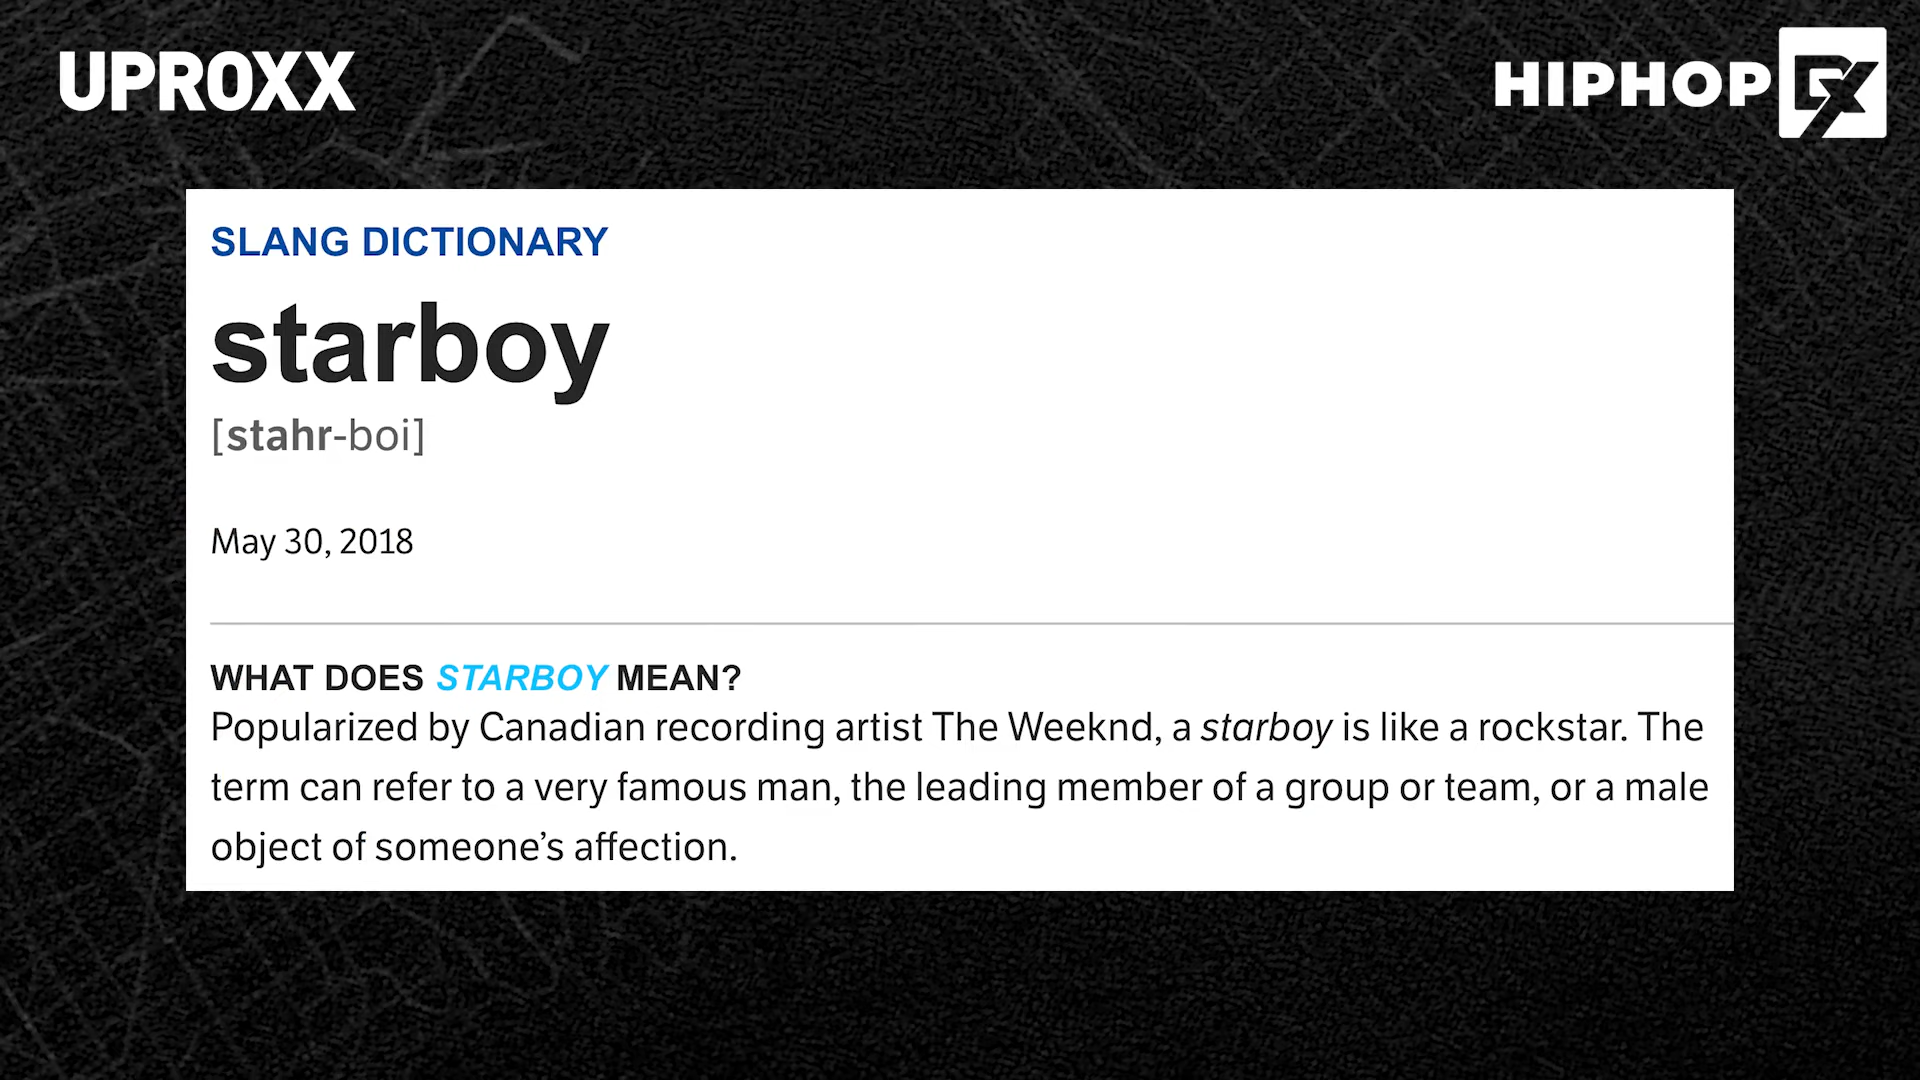 UPROXX
HIPHOP DX
SLANG DICTIONARY
starboy
[stahr-boi]
May 30, 2018
WHAT DOES STARBOY MEAN?
Popularized by Canadian recording artist The Weeknd, a starboy is like a rockstar. The
term can refer to a very famous man, the leading member of a group or team, or a male
object of someone’s affection.